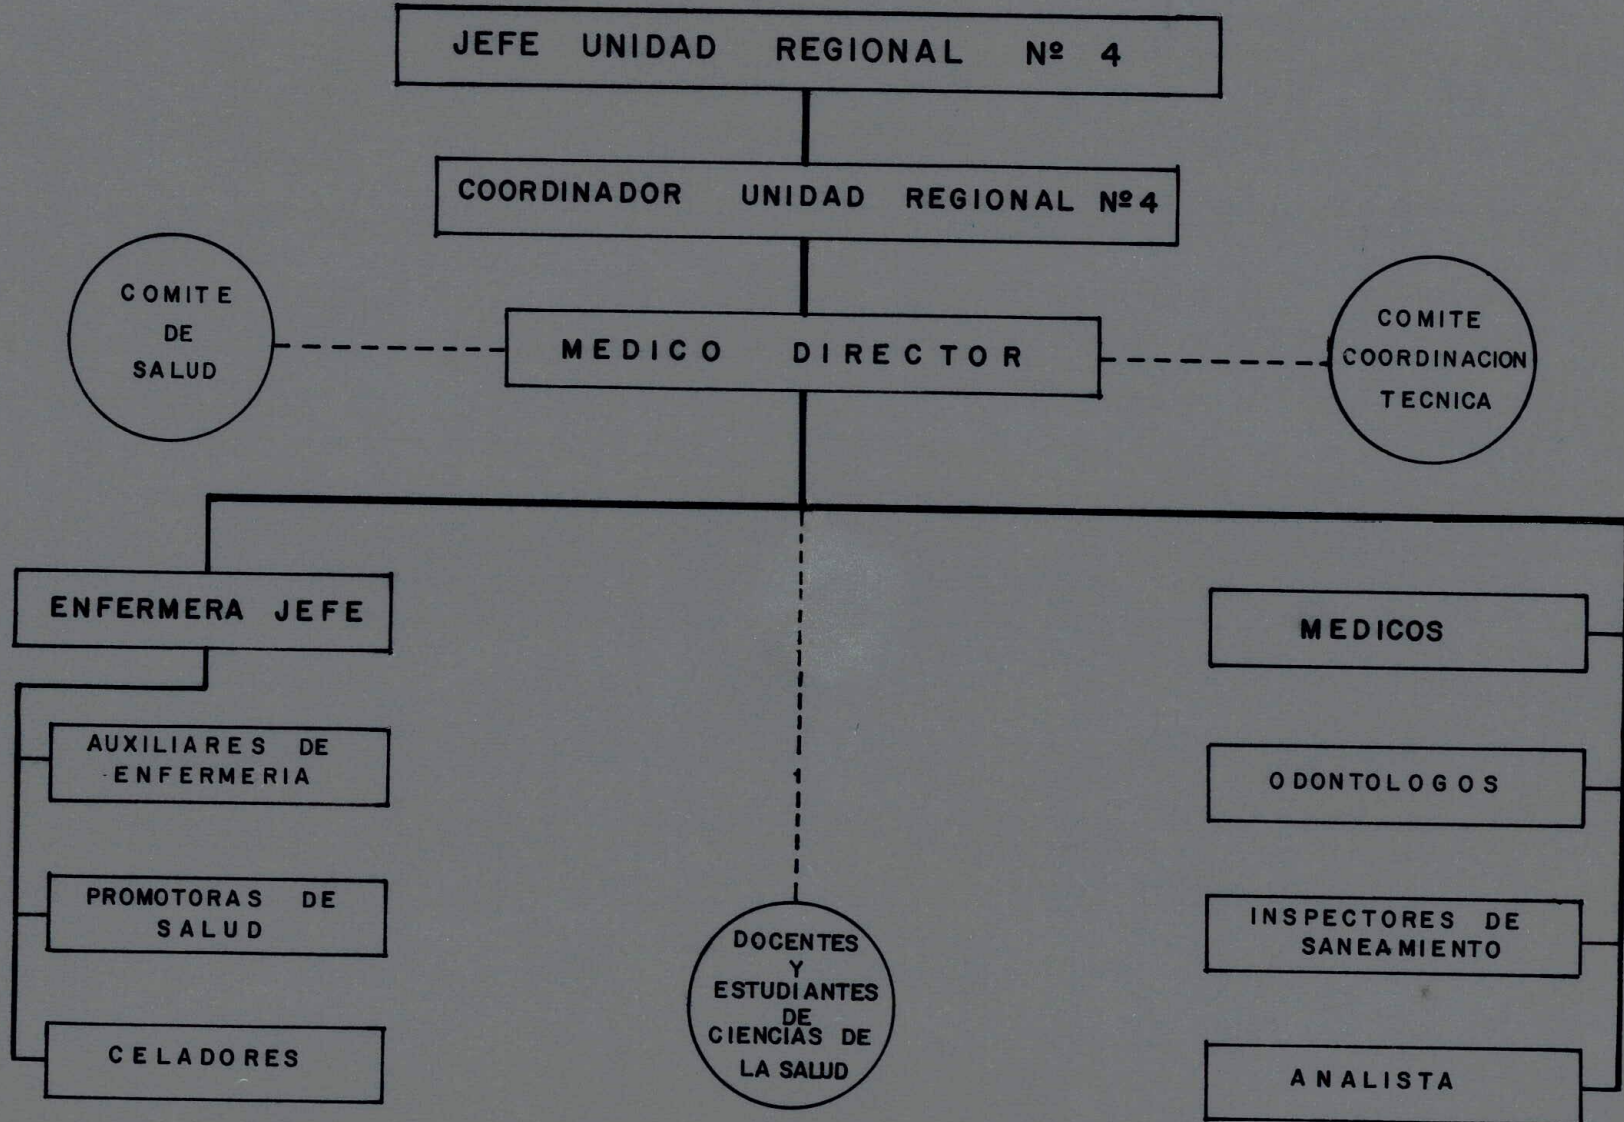 JEFE UNIDAD REGIONAL Nº 4
COORDINADOR UNIDAD REGIONAL Nº 4
COMITE
DE
SALUD
MEDICO DIRECTOR
COMITE
COORDINACION
TECNICA
ENFERMERA JEFE
AUXILIARES DE
ENFERMERIA
PROMOTORAS DE
SALUD
CELADORES
DOCENTES
Y
ESTUDIANTES
DE
CIENCIAS DE
LA SALUD
MEDICOS
ODONTOLOGOS
INSPECTORES DE
SANEAMIENTO
ANALISTA